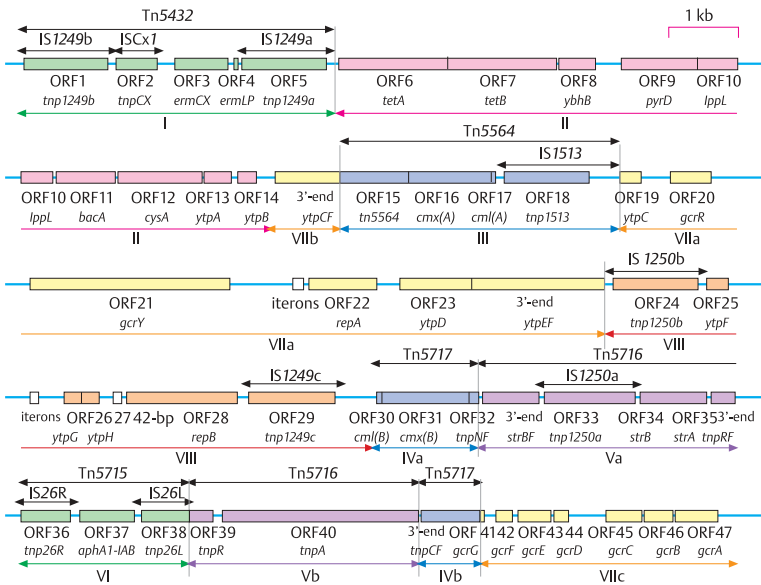 Tn5432
1 kb
IS1249b ISCx1 IS1249a
ORF1 ORF2 ORF3 ORF4 ORF5 ORF6 ORF7 ORF8 ORF9 ORF10
tnp1249b tnpCX ermCX ermLP tnp1249a tetA tetB ybhB pyrD lppL
I II
Tn5564
IS1513
ORF10 ORF11 ORF12 ORF13 ORF14 3'-end ORF15 ORF16 ORF17 ORF18 ORF19 ORF20
lppL bacA cysA ytpA ytpB ytpCF tn5564 cmx(A) cml(A) tnp1513 ytpC gcrR
II VIIb III VIIa
IS 1250b
ORF21 iterons ORF22 ORF23 3'-end ORF24 ORF25
gcrY repA ytpD ytpEF tnp1250b ytpF
VIIa VIII
Tn5717 Tn5716
IS1249c IS1250a
iterons ORF26 27 42-bp ORF28 ORF29 ORF30 ORF31 ORF32 3'-end ORF33 ORF34 ORF35 3'-end
ytpG ytpH repB tnp1249c cml(B) cmx(B) tnpNF strBF tnp1250a strB strA tnpRF
VIII IVa Va
Tn5715 Tn5716 Tn5717
IS26R IS26L
ORF36 ORF37 ORF38 ORF39 ORF40 3'-end ORF 41 42 ORF43 44 ORF45 ORF46 ORF47
tnp26R aphA1-IAB tnp26L tnpR tnpA tnpCF gcrG gcrF gcrE gcrD gcrC gcrB gcrA
VI Vb IVb VIIc